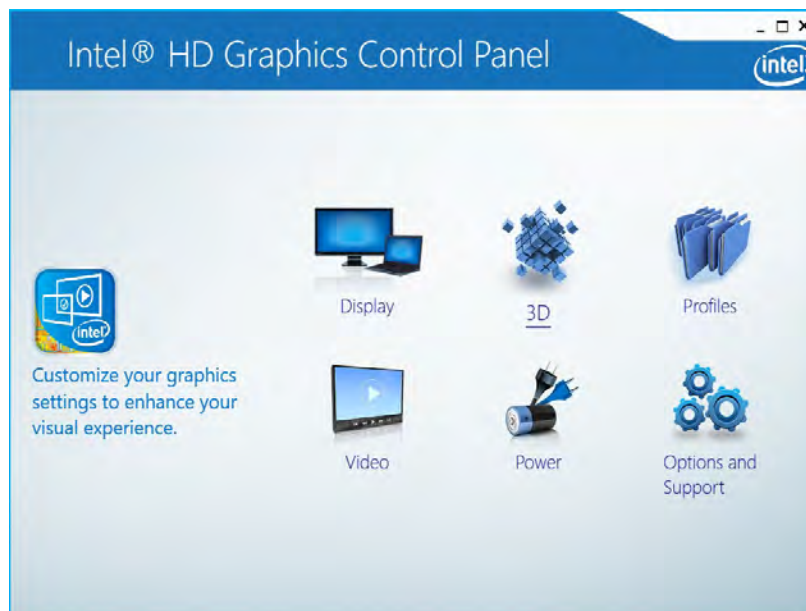 Intel® HD Graphics Control Panel
intel
Display
3D
Profiles
intel
Customize your graphics
settings to enhance your
visual experience.
Video
Power
Options and
Support